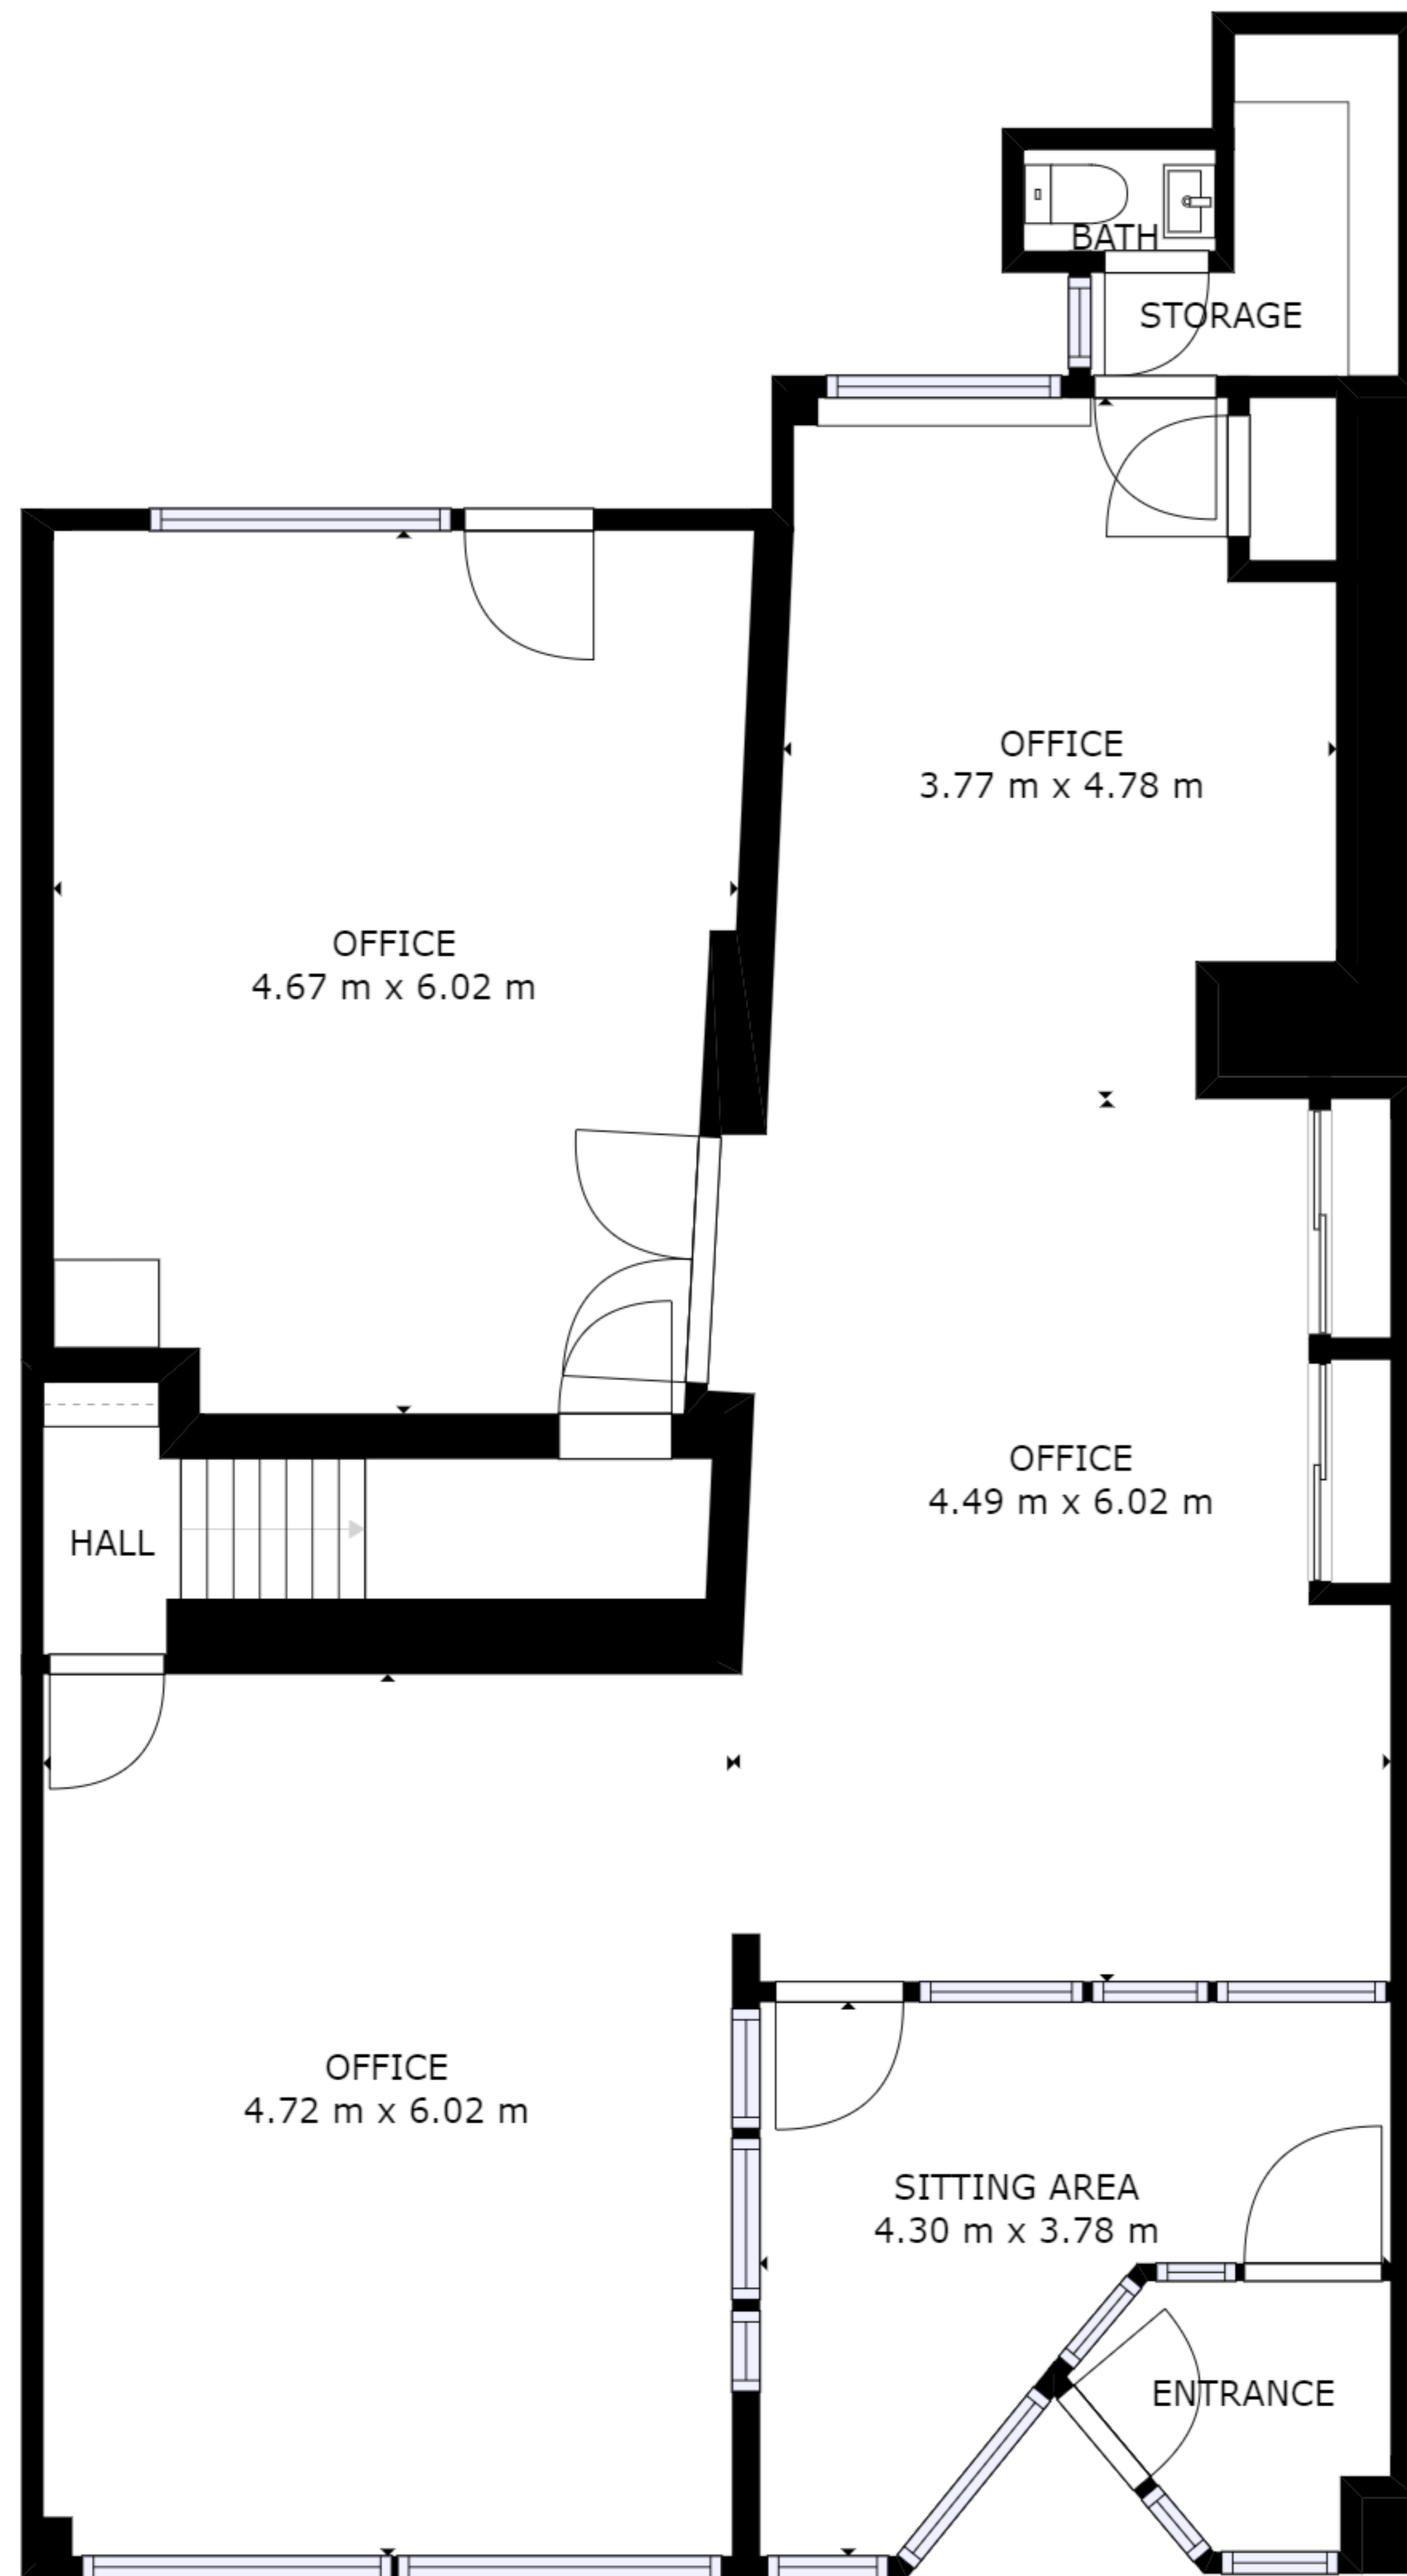 BATH
STORAGE
OFFICE
3.77 m x 4.78 m
OFFICE
4.67 m x 6.02 m
OFFICE
4.49 m x 6.02 m
HALL
OFFICE
4.72 m x 6.02 m
SITTING AREA
4.30 m x 3.78 m
ENTRANCE